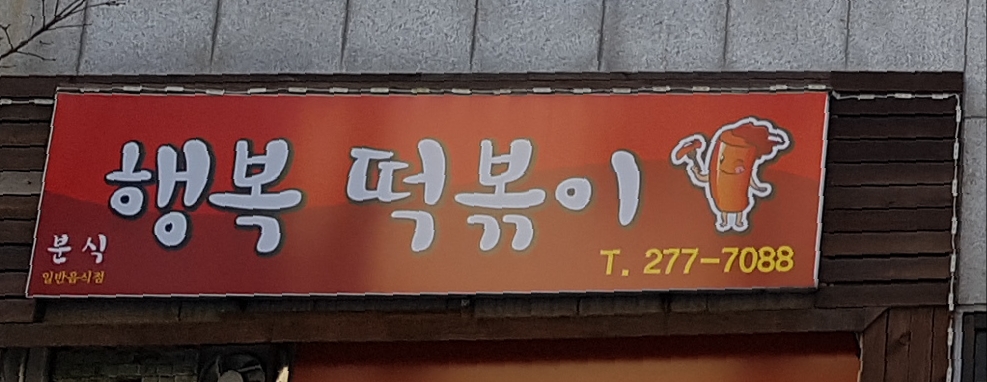 행복 떡볶이
분식
일반음식점
T. 277-7088